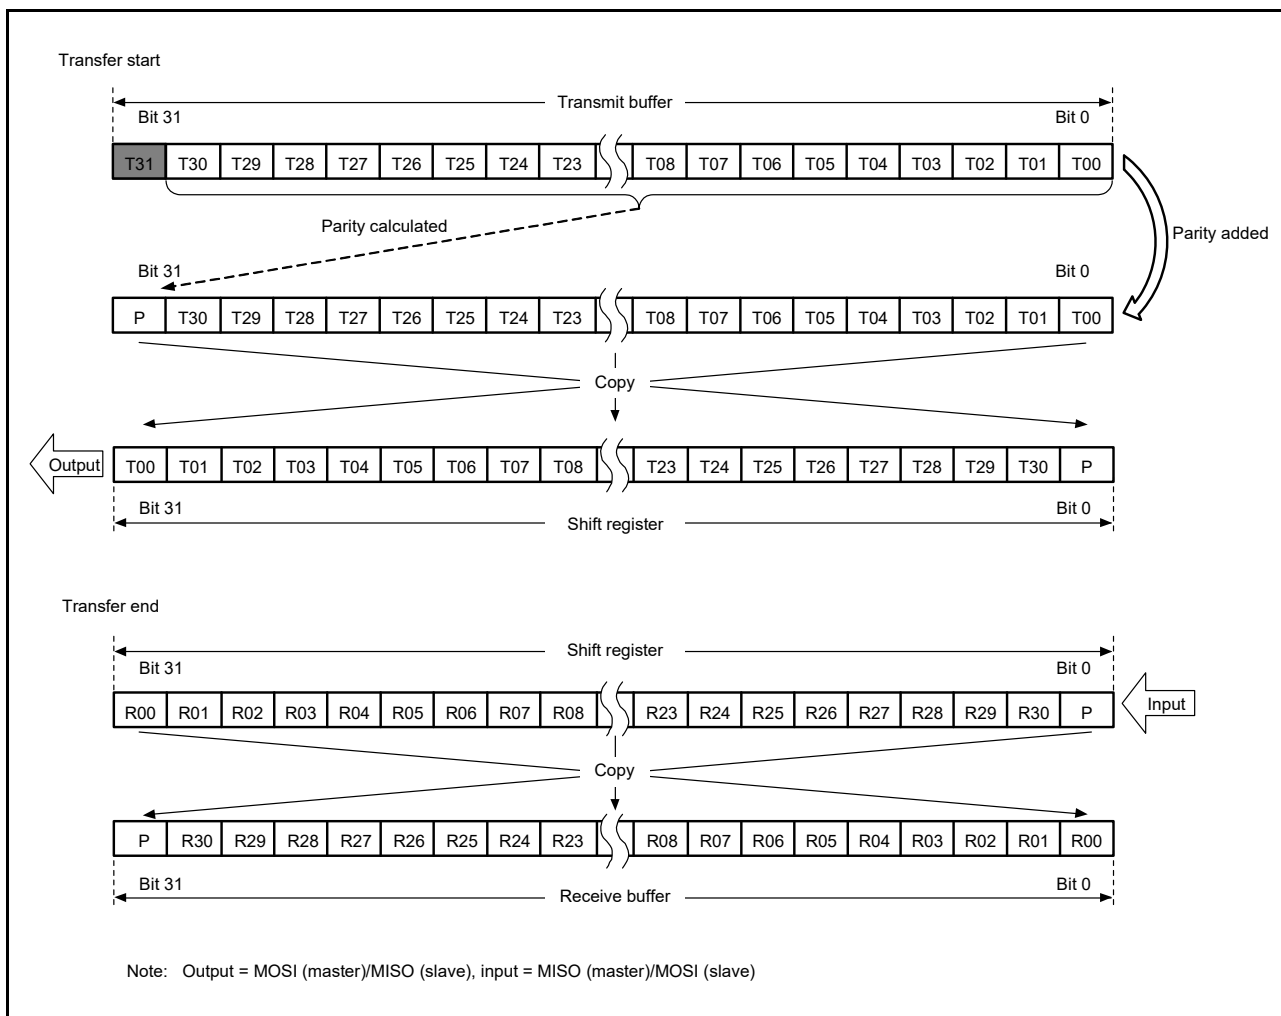 Transfer start
Transmit buffer
Bit 31 Bit 0
T31 T30 T29 T28 T27 T26 T25 T24 T23 T08 T07 T06 T05 T04 T03 T02 T01 T00
Parity calculated
Parity added
Bit 31 Bit 0
P T30 T29 T28 T27 T26 T25 T24 T23 T08 T07 T06 T05 T04 T03 T02 T01 T00
Copy
Output T00 T01 T02 T03 T04 T05 T06 T07 T08 T23 T24 T25 T26 T27 T28 T29 T30 P
Bit 31 Bit 0
Shift register
Transfer end
Shift register
Bit 31 Bit 0
R00 R01 R02 R03 R04 R05 R06 R07 R08 R23 R24 R25 R26 R27 R28 R29 R30 P Input
Copy
P R30 R29 R28 R27 R26 R25 R24 R23 R08 R07 R06 R05 R04 R03 R02 R01 R00
Bit 31 Bit 0
Receive buffer
Note: Output = MOSI (master)/MISO (slave), input = MISO (master)/MOSI (slave)